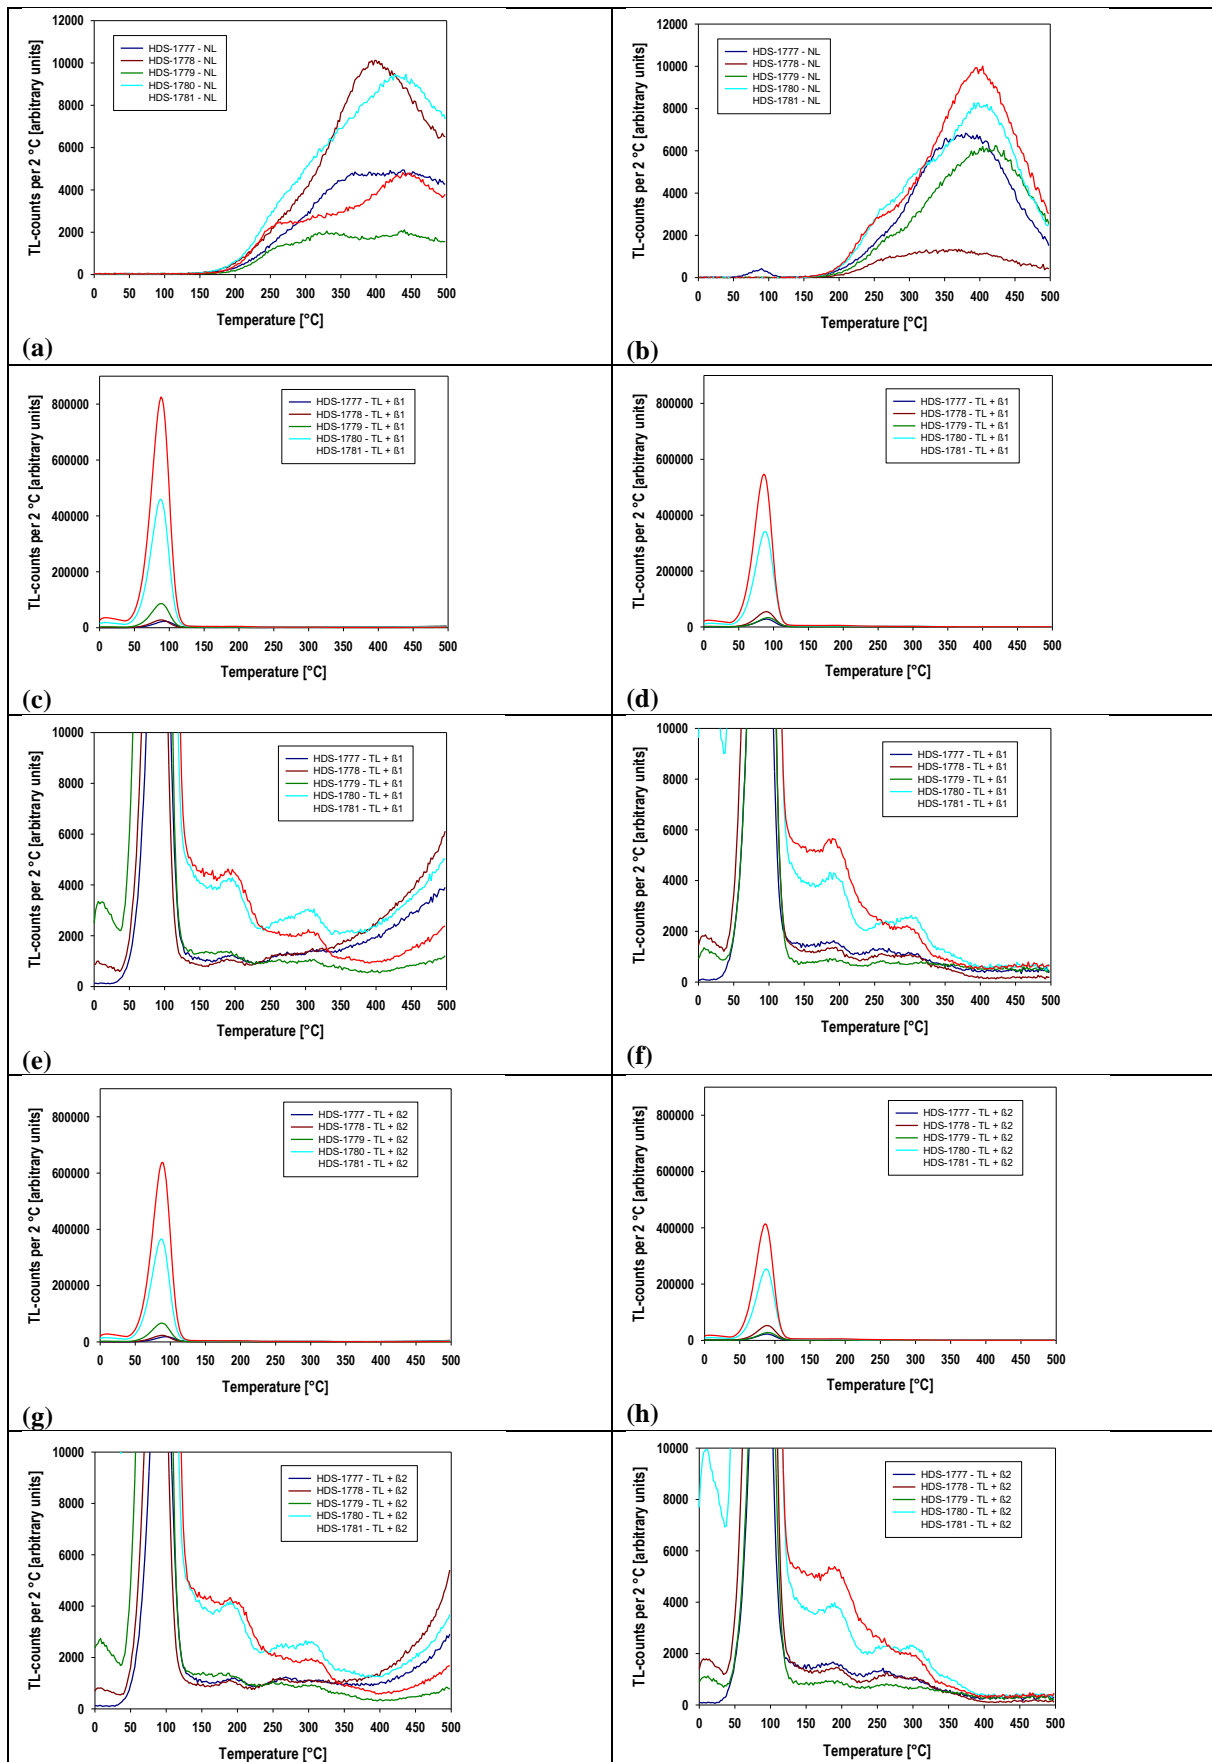 12000
10000
8000
6000
4000
2000
0
TL-counts per 2 °C [arbitrary units]
HDS-1777 - NL
HDS-1778 - NL
HDS-1779 - NL
HDS-1780 - NL
HDS-1781 - NL
0 50 100 150 200 250 300 350 400 450 500
Temperature [°C]
(a)
12000
10000
8000
6000
4000
2000
0
TL-counts per 2 °C [arbitrary units]
HDS-1777 - NL
HDS-1778 - NL
HDS-1779 - NL
HDS-1780 - NL
HDS-1781 - NL
0 50 100 150 200 250 300 350 400 450 500
Temperature [°C]
(b)
800000
600000
400000
200000
0
TL-counts per 2 °C [arbitrary units]
HDS-1777 - TL + ß1
HDS-1778 - TL + ß1
HDS-1779 - TL + ß1
HDS-1780 - TL + ß1
HDS-1781 - TL + ß1
0 50 100 150 200 250 300 350 400 450 500
Temperature [°C]
(c)
800000
600000
400000
200000
0
TL-counts per 2 °C [arbitrary units]
HDS-1777 - TL + ß1
HDS-1778 - TL + ß1
HDS-1779 - TL + ß1
HDS-1780 - TL + ß1
HDS-1781 - TL + ß1
0 50 100 150 200 250 300 350 400 450 500
Temperature [°C]
(d)
10000
8000
6000
4000
2000
0
TL-counts per 2 °C [arbitrary units]
HDS-1777 - TL + ß1
HDS-1778 - TL + ß1
HDS-1779 - TL + ß1
HDS-1780 - TL + ß1
HDS-1781 - TL + ß1
0 50 100 150 200 250 300 350 400 450 500
Temperature [°C]
(e)
10000
8000
6000
4000
2000
0
TL-counts per 2 °C [arbitrary units]
HDS-1777 - TL + ß1
HDS-1778 - TL + ß1
HDS-1779 - TL + ß1
HDS-1780 - TL + ß1
HDS-1781 - TL + ß1
0 50 100 150 200 250 300 350 400 450 500
Temperature [°C]
(f)
800000
600000
400000
200000
0
TL-counts per 2 °C [arbitrary units]
HDS-1777 - TL + ß2
HDS-1778 - TL + ß2
HDS-1779 - TL + ß2
HDS-1780 - TL + ß2
HDS-1781 - TL + ß2
0 50 100 150 200 250 300 350 400 450 500
Temperature [°C]
(g)
800000
600000
400000
200000
0
TL-counts per 2 °C [arbitrary units]
HDS-1777 - TL + ß2
HDS-1778 - TL + ß2
HDS-1779 - TL + ß2
HDS-1780 - TL + ß2
HDS-1781 - TL + ß2
0 50 100 150 200 250 300 350 400 450 500
Temperature [°C]
(h)
10000
8000
6000
4000
2000
0
TL-counts per 2 °C [arbitrary units]
HDS-1777 - TL + ß2
HDS-1778 - TL + ß2
HDS-1779 - TL + ß2
HDS-1780 - TL + ß2
HDS-1781 - TL + ß2
0 50 100 150 200 250 300 350 400 450 500
Temperature [°C]
10000
8000
6000
4000
2000
0
TL-counts per 2 °C [arbitrary units]
HDS-1777 - TL + ß2
HDS-1778 - TL + ß2
HDS-1779 - TL + ß2
HDS-1780 - TL + ß2
HDS-1781 - TL + ß2
0 50 100 150 200 250 300 350 400 450 500
Temperature [°C]